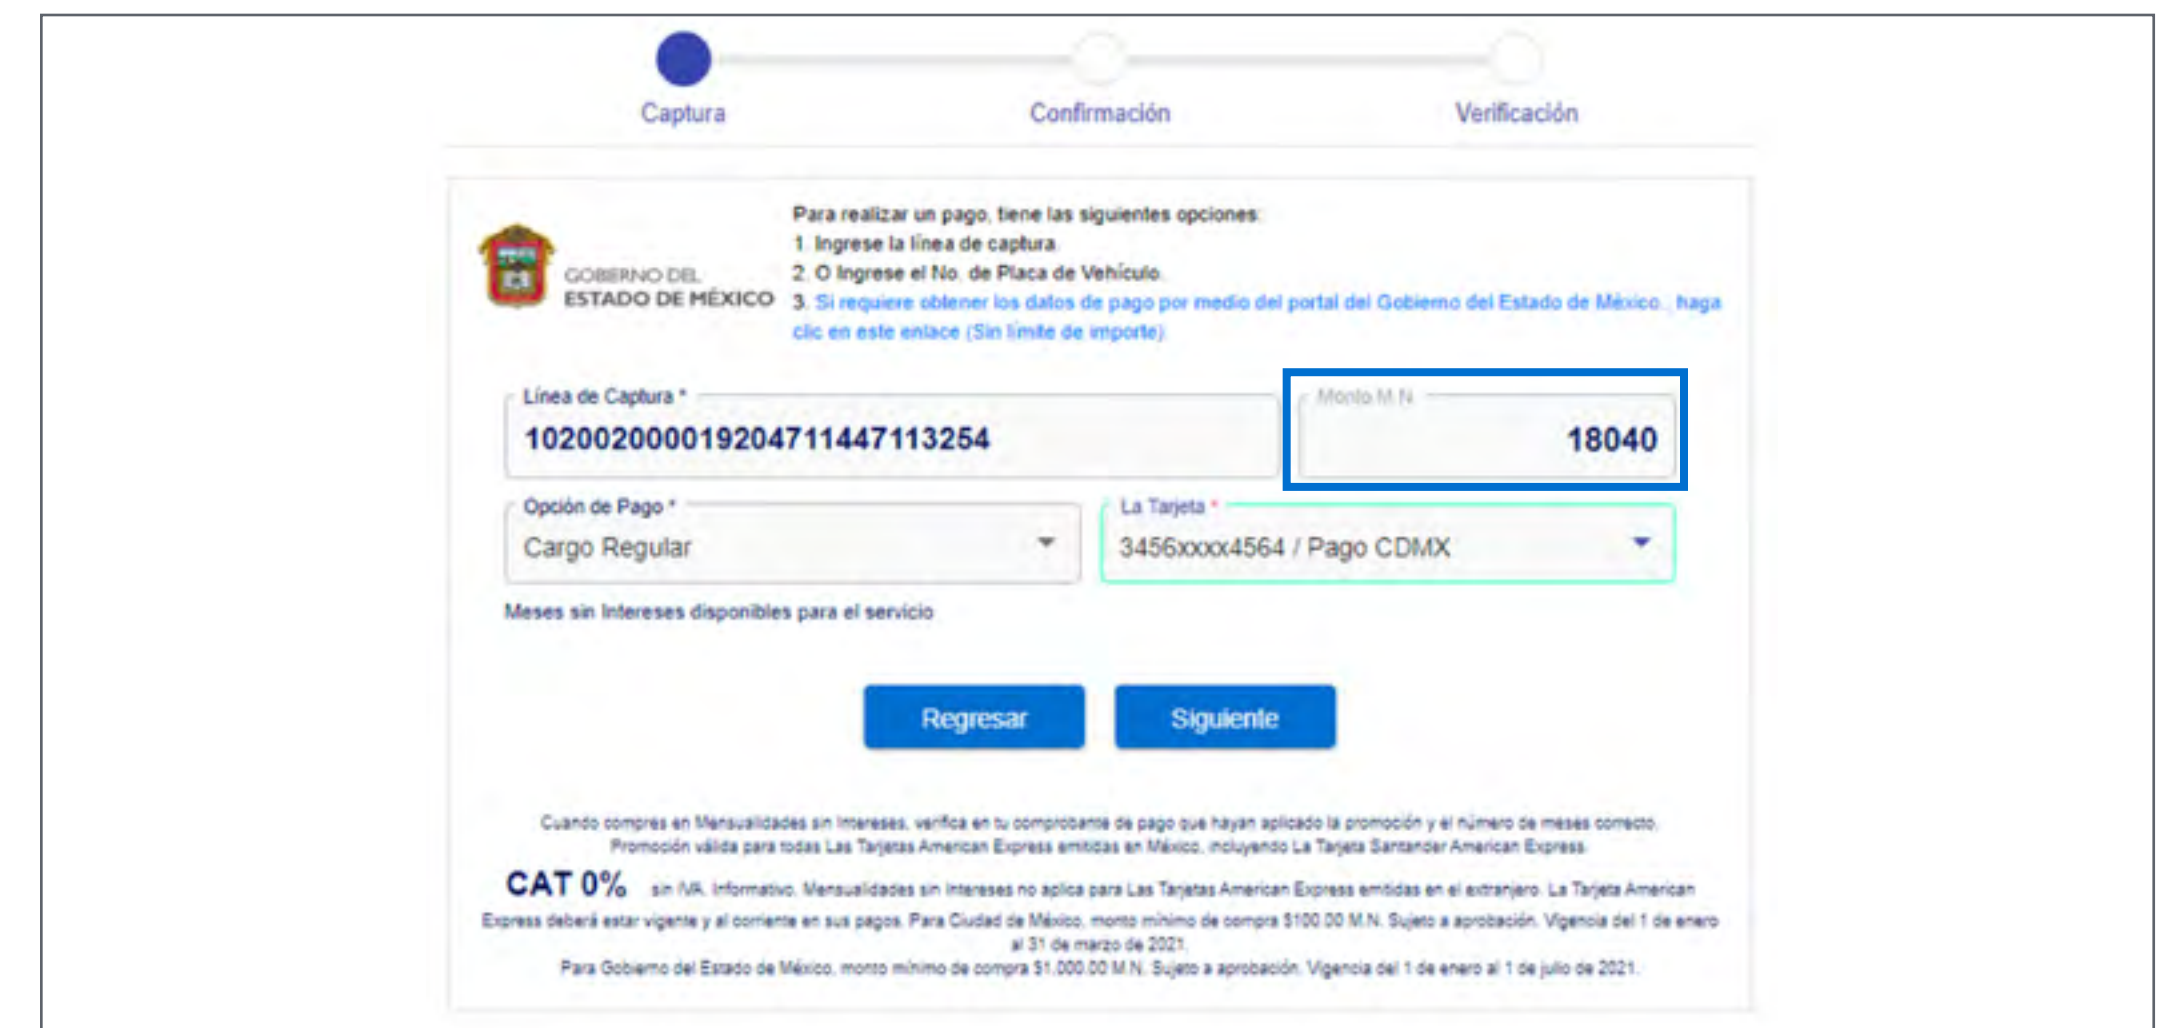 Captura
Confirmación
Verificación
GOBIERNO DEL
ESTADO DE MÉXICO
Para realizar un pago, tiene las siguientes opciones:
1. Ingrese la línea de captura.
2. O Ingrese el No. de Placa de Vehículo.
3. Si requiere obtener los datos de pago por medio del portal del Gobierno del Estado de México., haga
clic en este enlace (Sin límite de importe).
Línea de Captura *
102002000019204711447113254
Monto M.N.
18040
Opción de Pago *
Cargo Regular
La Tarjeta *
3456xxxx4564 / Pago CDMX
Meses sin Intereses disponibles para el servicio
Regresar
Siguiente
Cuando compres en Mensualidades sin Intereses, verifica en tu comprobante de pago que hayan aplicado la promoción y el número de meses correcto.
Promoción válida para todas Las Tarjetas American Express emitidas en México, incluyendo La Tarjeta Santander American Express.
CAT 0% sin IVA. Informativo. Mensualidades sin Intereses no aplica para Las Tarjetas American Express emitidas en el extranjero. La Tarjeta American
Express deberá estar vigente y al corriente en sus pagos. Para Ciudad de México, monto mínimo de compra $100.00 M.N. Sujeto a aprobación. Vigencia del 1 de enero
al 31 de marzo de 2021.
Para Gobierno del Estado de México, monto mínimo de compra $1,000.00 M.N. Sujeto a aprobación. Vigencia del 1 de enero al 1 de julio de 2021.